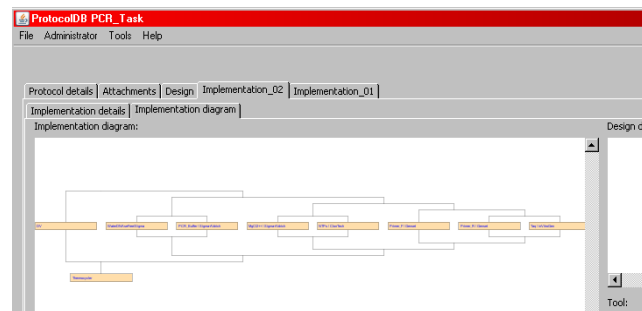 ProtocolDB PCR_Task
File Administrator Tools Help
Protocol details Attachments Design Implementation_02 Implementation_01
Implementation details Implementation diagram
Implementation diagram:
Design d
Thermocycler
Tool: